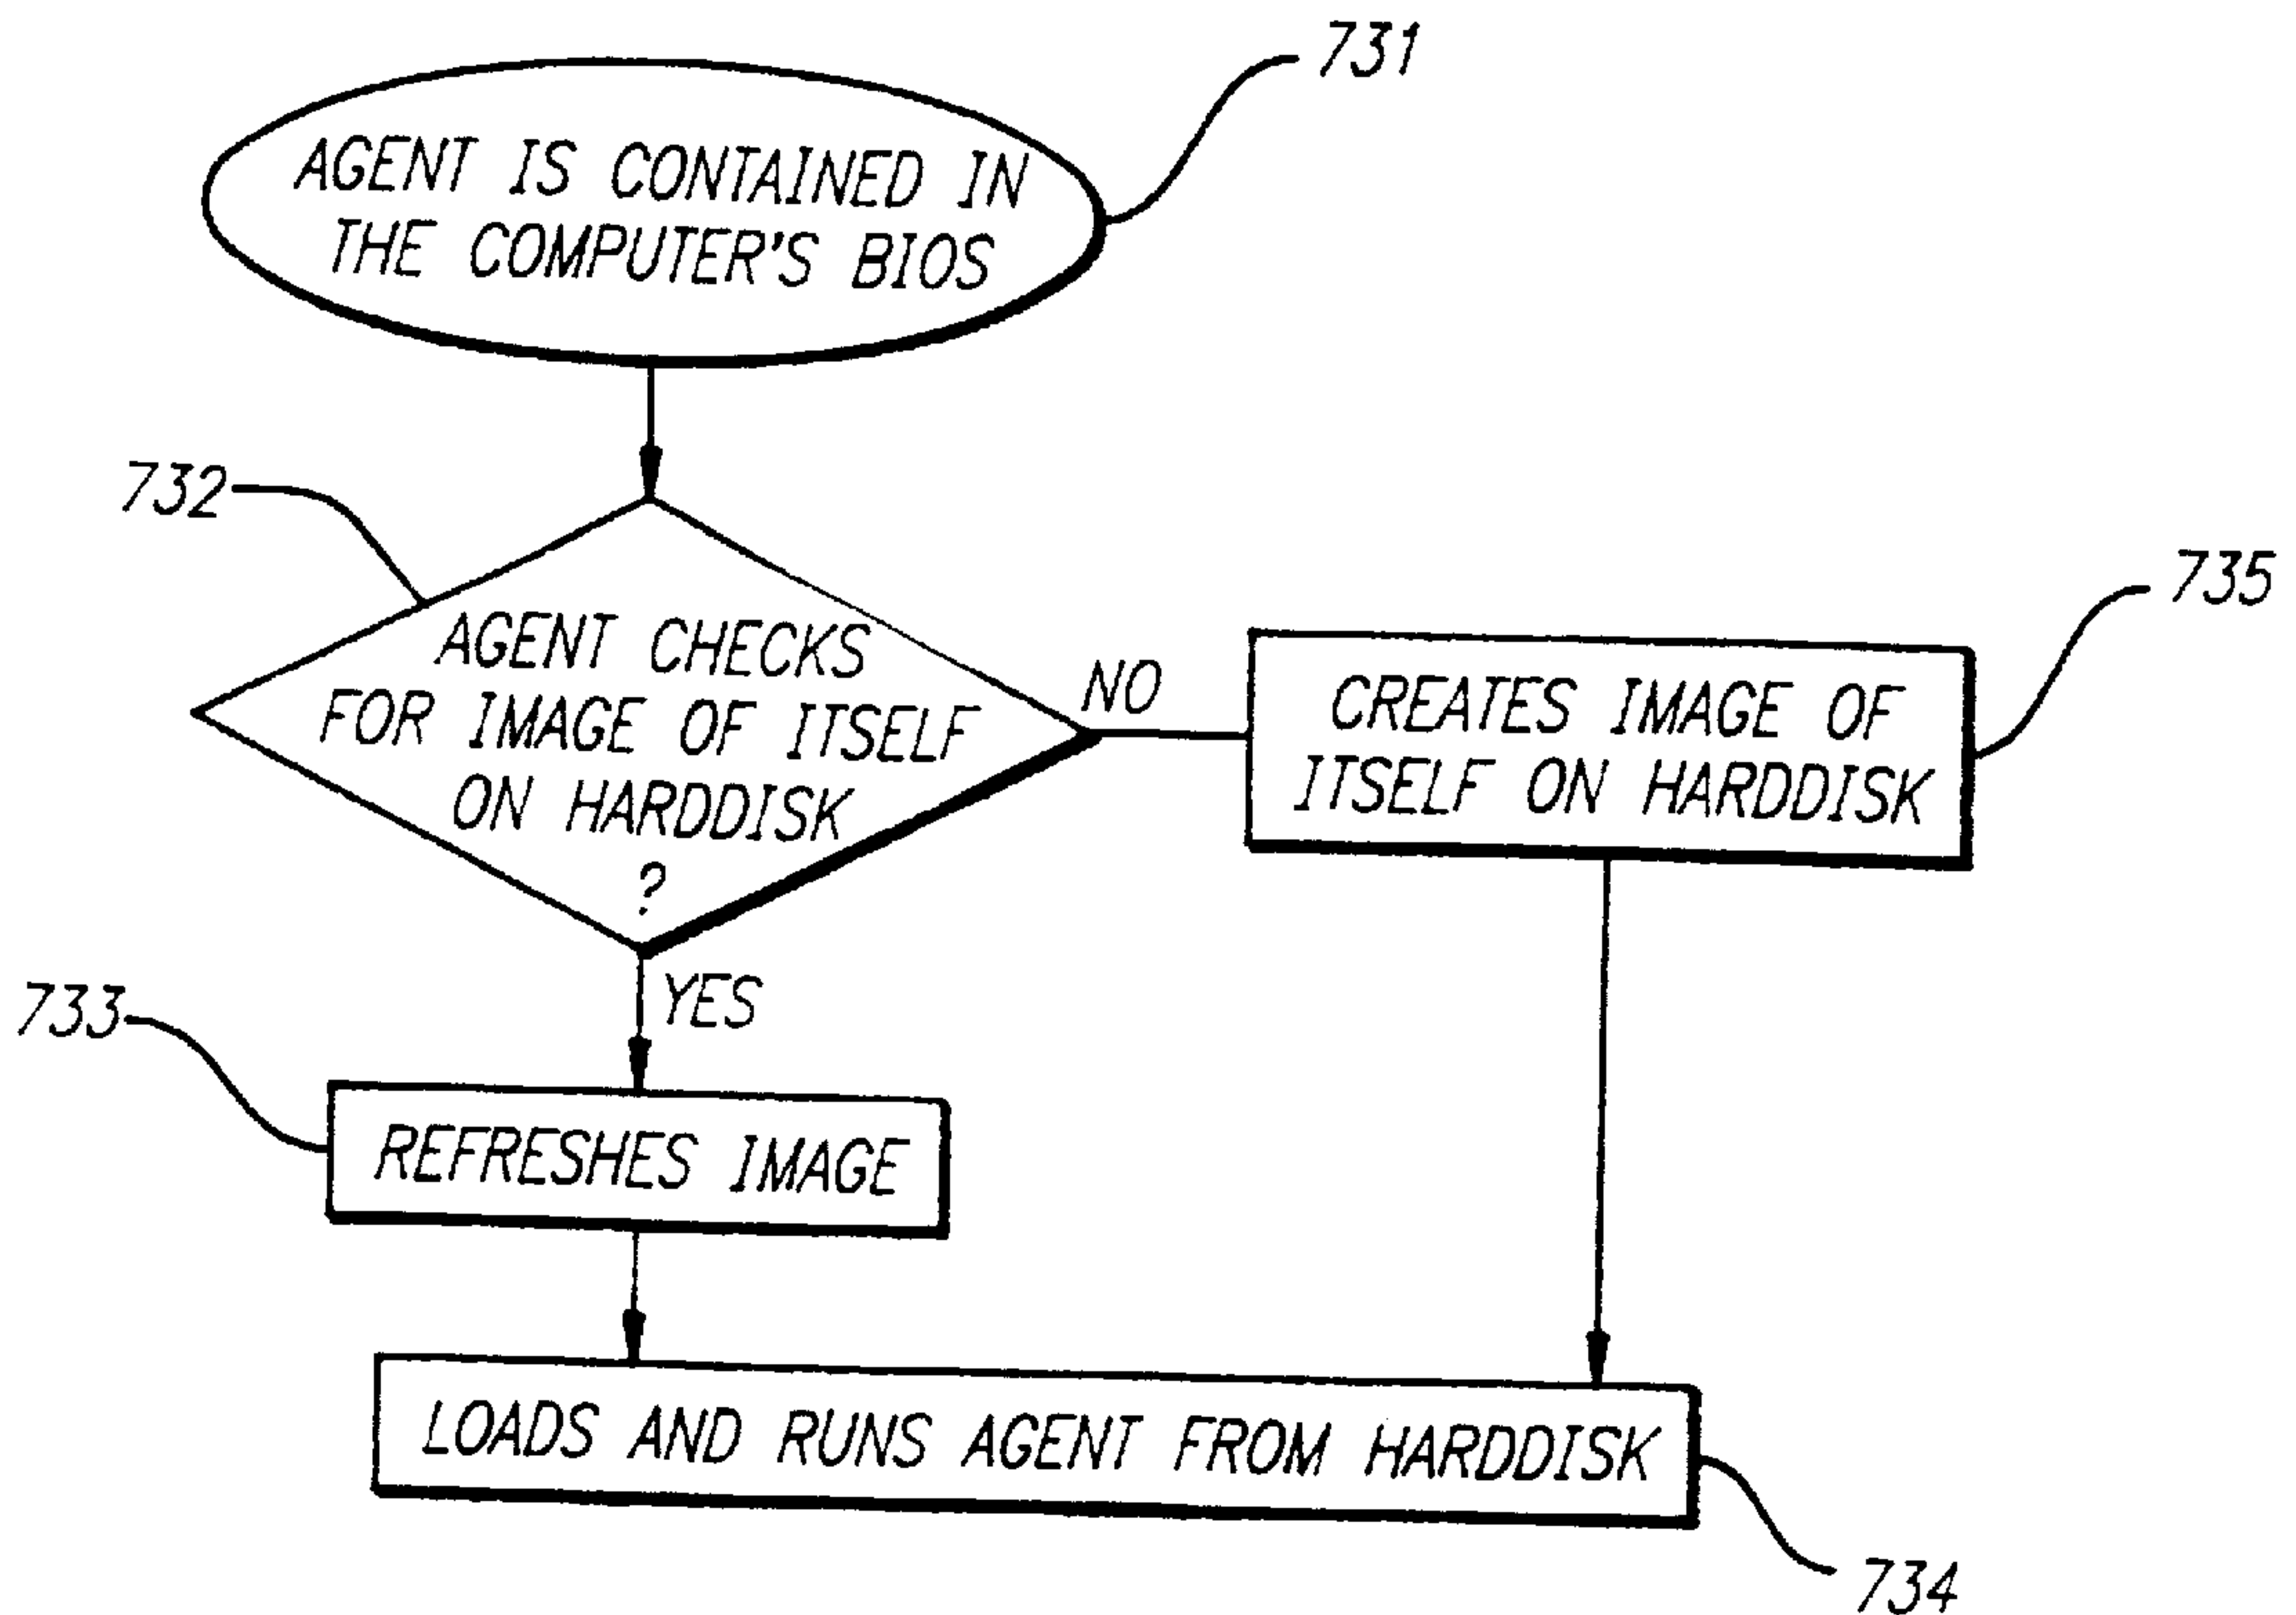 731
AGENT IS CONTAINED IN
THE COMPUTER'S BIOS
732
AGENT CHECKS
FOR IMAGE OF ITSELF
ON HARDDISK
?
NO
735
CREATES IMAGE OF
ITSELF ON HARDDISK
YES
733
REFRESHES IMAGE
LOADS AND RUNS AGENT FROM HARDDISK
734